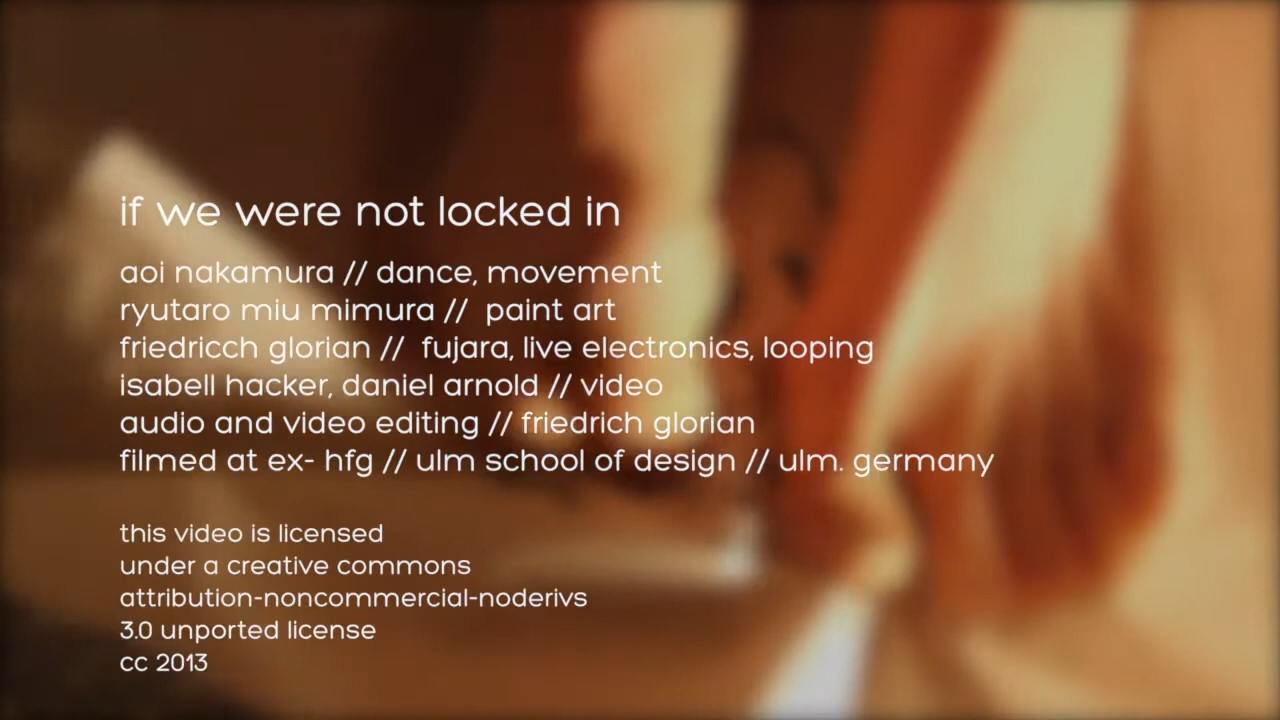 if we were not locked in
aoi nakamura // dance, movement
ryutaro miu mimura // paint art
friedricch glorian // fujara, live electronics, looping
isabell hacker, daniel arnold // video
audio and video editing // friedrich glorian
filmed at ex- hfg // ulm school of design // ulm. germany
this video is licensed
under a creative commons
attribution-noncommercial-noderivs
3.0 unported license
cc 2013